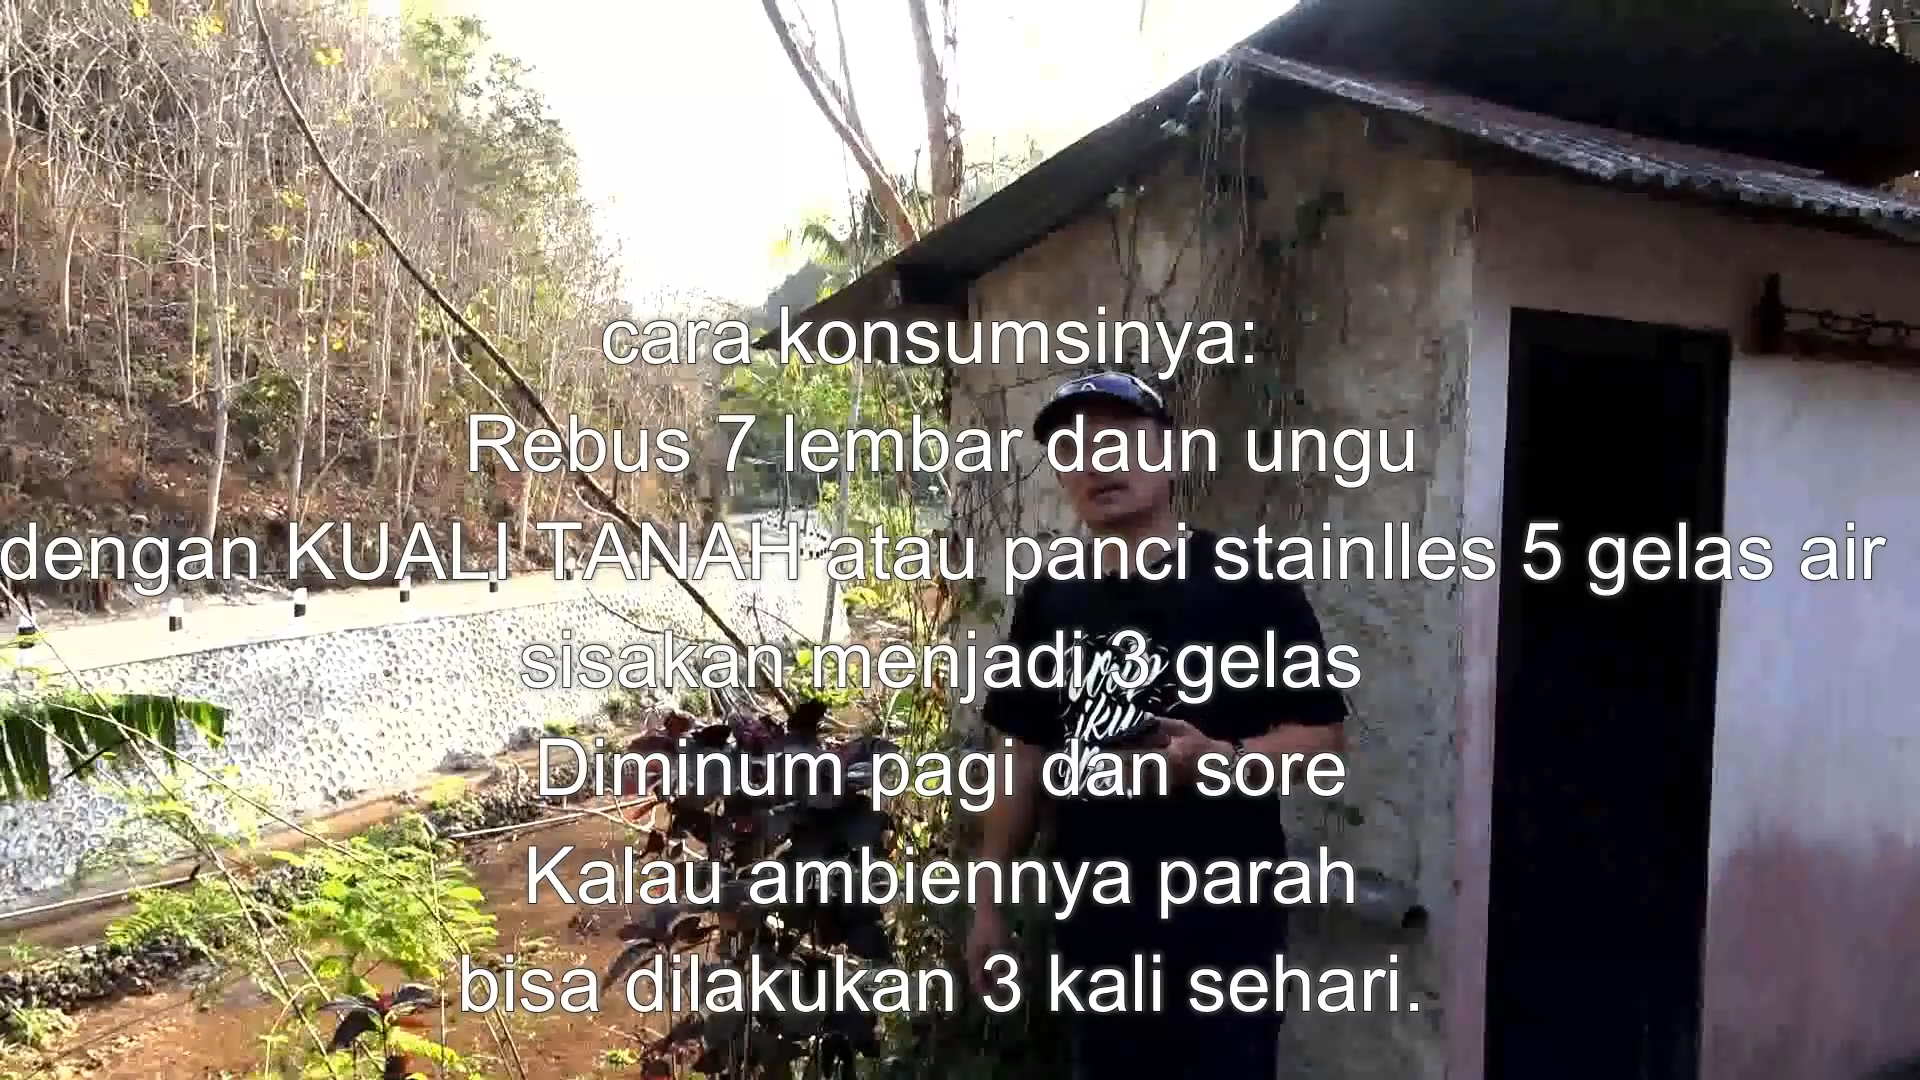 cara konsumsinya:
Rebus 7 lembar daun ungu
dengan KUALI TANAH atau panci stainlles 5 gelas air
sisakan menjadi 3 gelas
Diminum pagi dan sore
Kalau ambiennya parah
bisa dilakukan 3 kali sehari.
iku